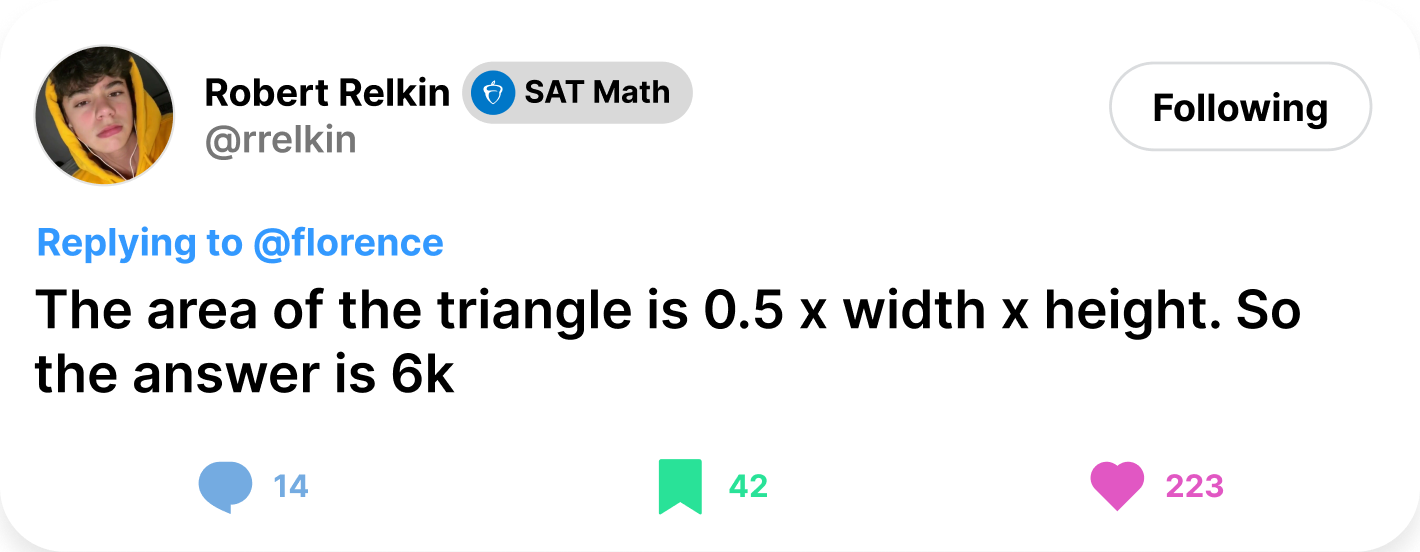 Robert Relkin SAT Math
@rrelkin
Following
Replying to @florence
The area of the triangle is 0.5 x width x height. So
the answer is 6k
14 42 223